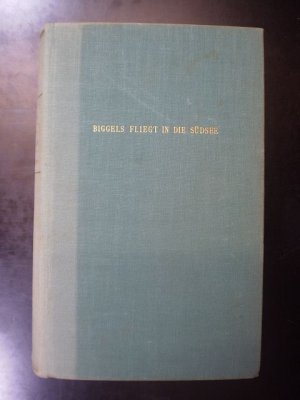 BIGGELS FLIEGT IN DIE SÜDSEE